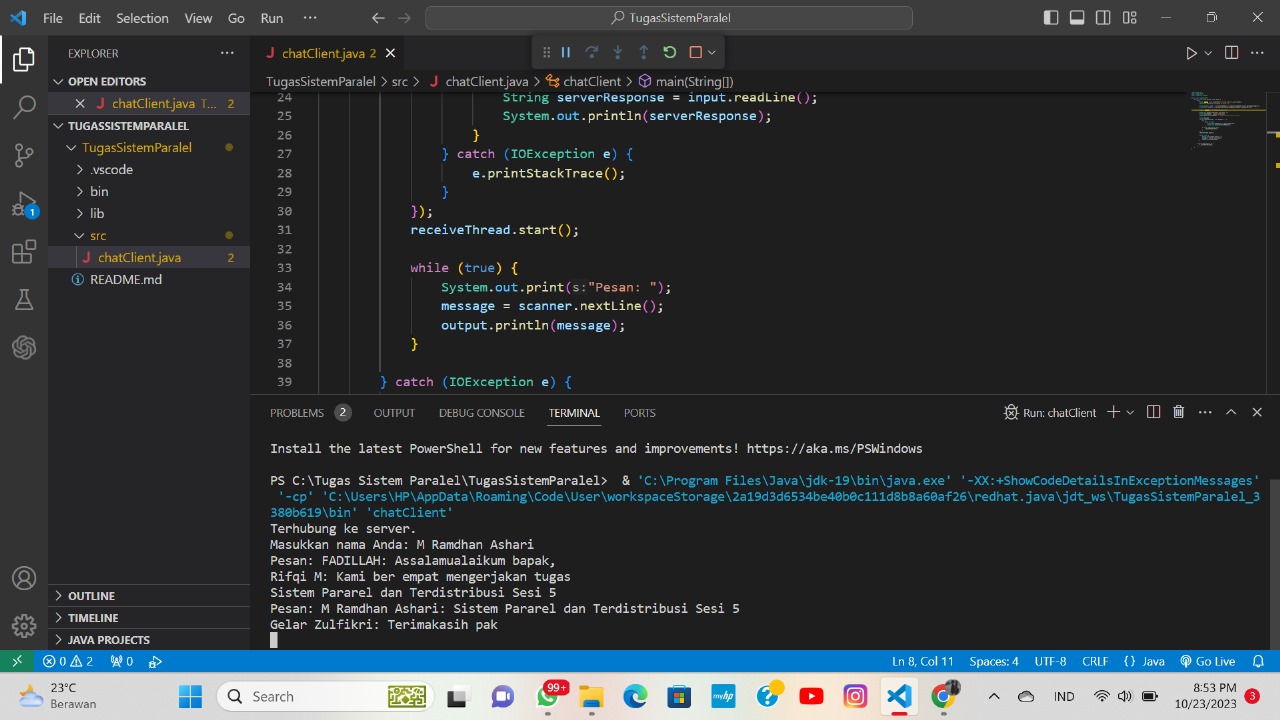 File Edit Selection View Go Run ··· TugasSistemParalel
EXPLORER ···
OPEN EDITORS
chatClient.java T... 2
TUGASSISTEMPARALEL
TugasSistemParalel
.vscode
bin
lib
src
chatClient.java 2
README.md
OUTLINE
TIMELINE
JAVA PROJECTS
1
chatClient.java 2
TugasSistemParalel > src > chatClient.java > chatClient > main(String[])
24 String serverResponse = input.readLine();
25 System.out.println(serverResponse);
26 }
27 } catch (IOException e) {
28 e.printStackTrace();
29 }
30 });
31 receiveThread.start();
32
33 while (true) {
34 System.out.print(s:"Pesan: ");
35 message = scanner.nextLine();
36 output.println(message);
37 }
38
39 } catch (IOException e) {
PROBLEMS 2 OUTPUT DEBUG CONSOLE TERMINAL PORTS Run: chatClient
Install the latest PowerShell for new features and improvements! https://aka.ms/PSWindows
PS C:\Tugas Sistem Paralel\TugasSistemParalel> & 'C:\Program Files\Java\jdk-19\bin\java.exe' '-XX:+ShowCodeDetailsInExceptionMessages'
'-cp' 'C:\Users\HP\AppData\Roaming\Code\User\workspaceStorage\2a19d3d6534be40b0c111d8b8a60af26\redhat.java\jdt_ws\TugasSistemParalel_3
380b619\bin' 'chatClient'
Terhubung ke server.
Masukkan nama Anda: M Ramdhan Ashari
Pesan: FADILLAH: Assalamualaikum bapak,
Rifqi M: Kami ber empat mengerjakan tugas
Sistem Pararel dan Terdistribusi Sesi 5
Pesan: M Ramdhan Ashari: Sistem Pararel dan Terdistribusi Sesi 5
Gelar Zulfikri: Terimakasih pak
0 2 0 Ln 8, Col 11 Spaces: 4 UTF-8 CRLF {} Java Go Live
23°C
Berawan
Search
99+
myhp
IND
8:53 PM
10/23/2023
3